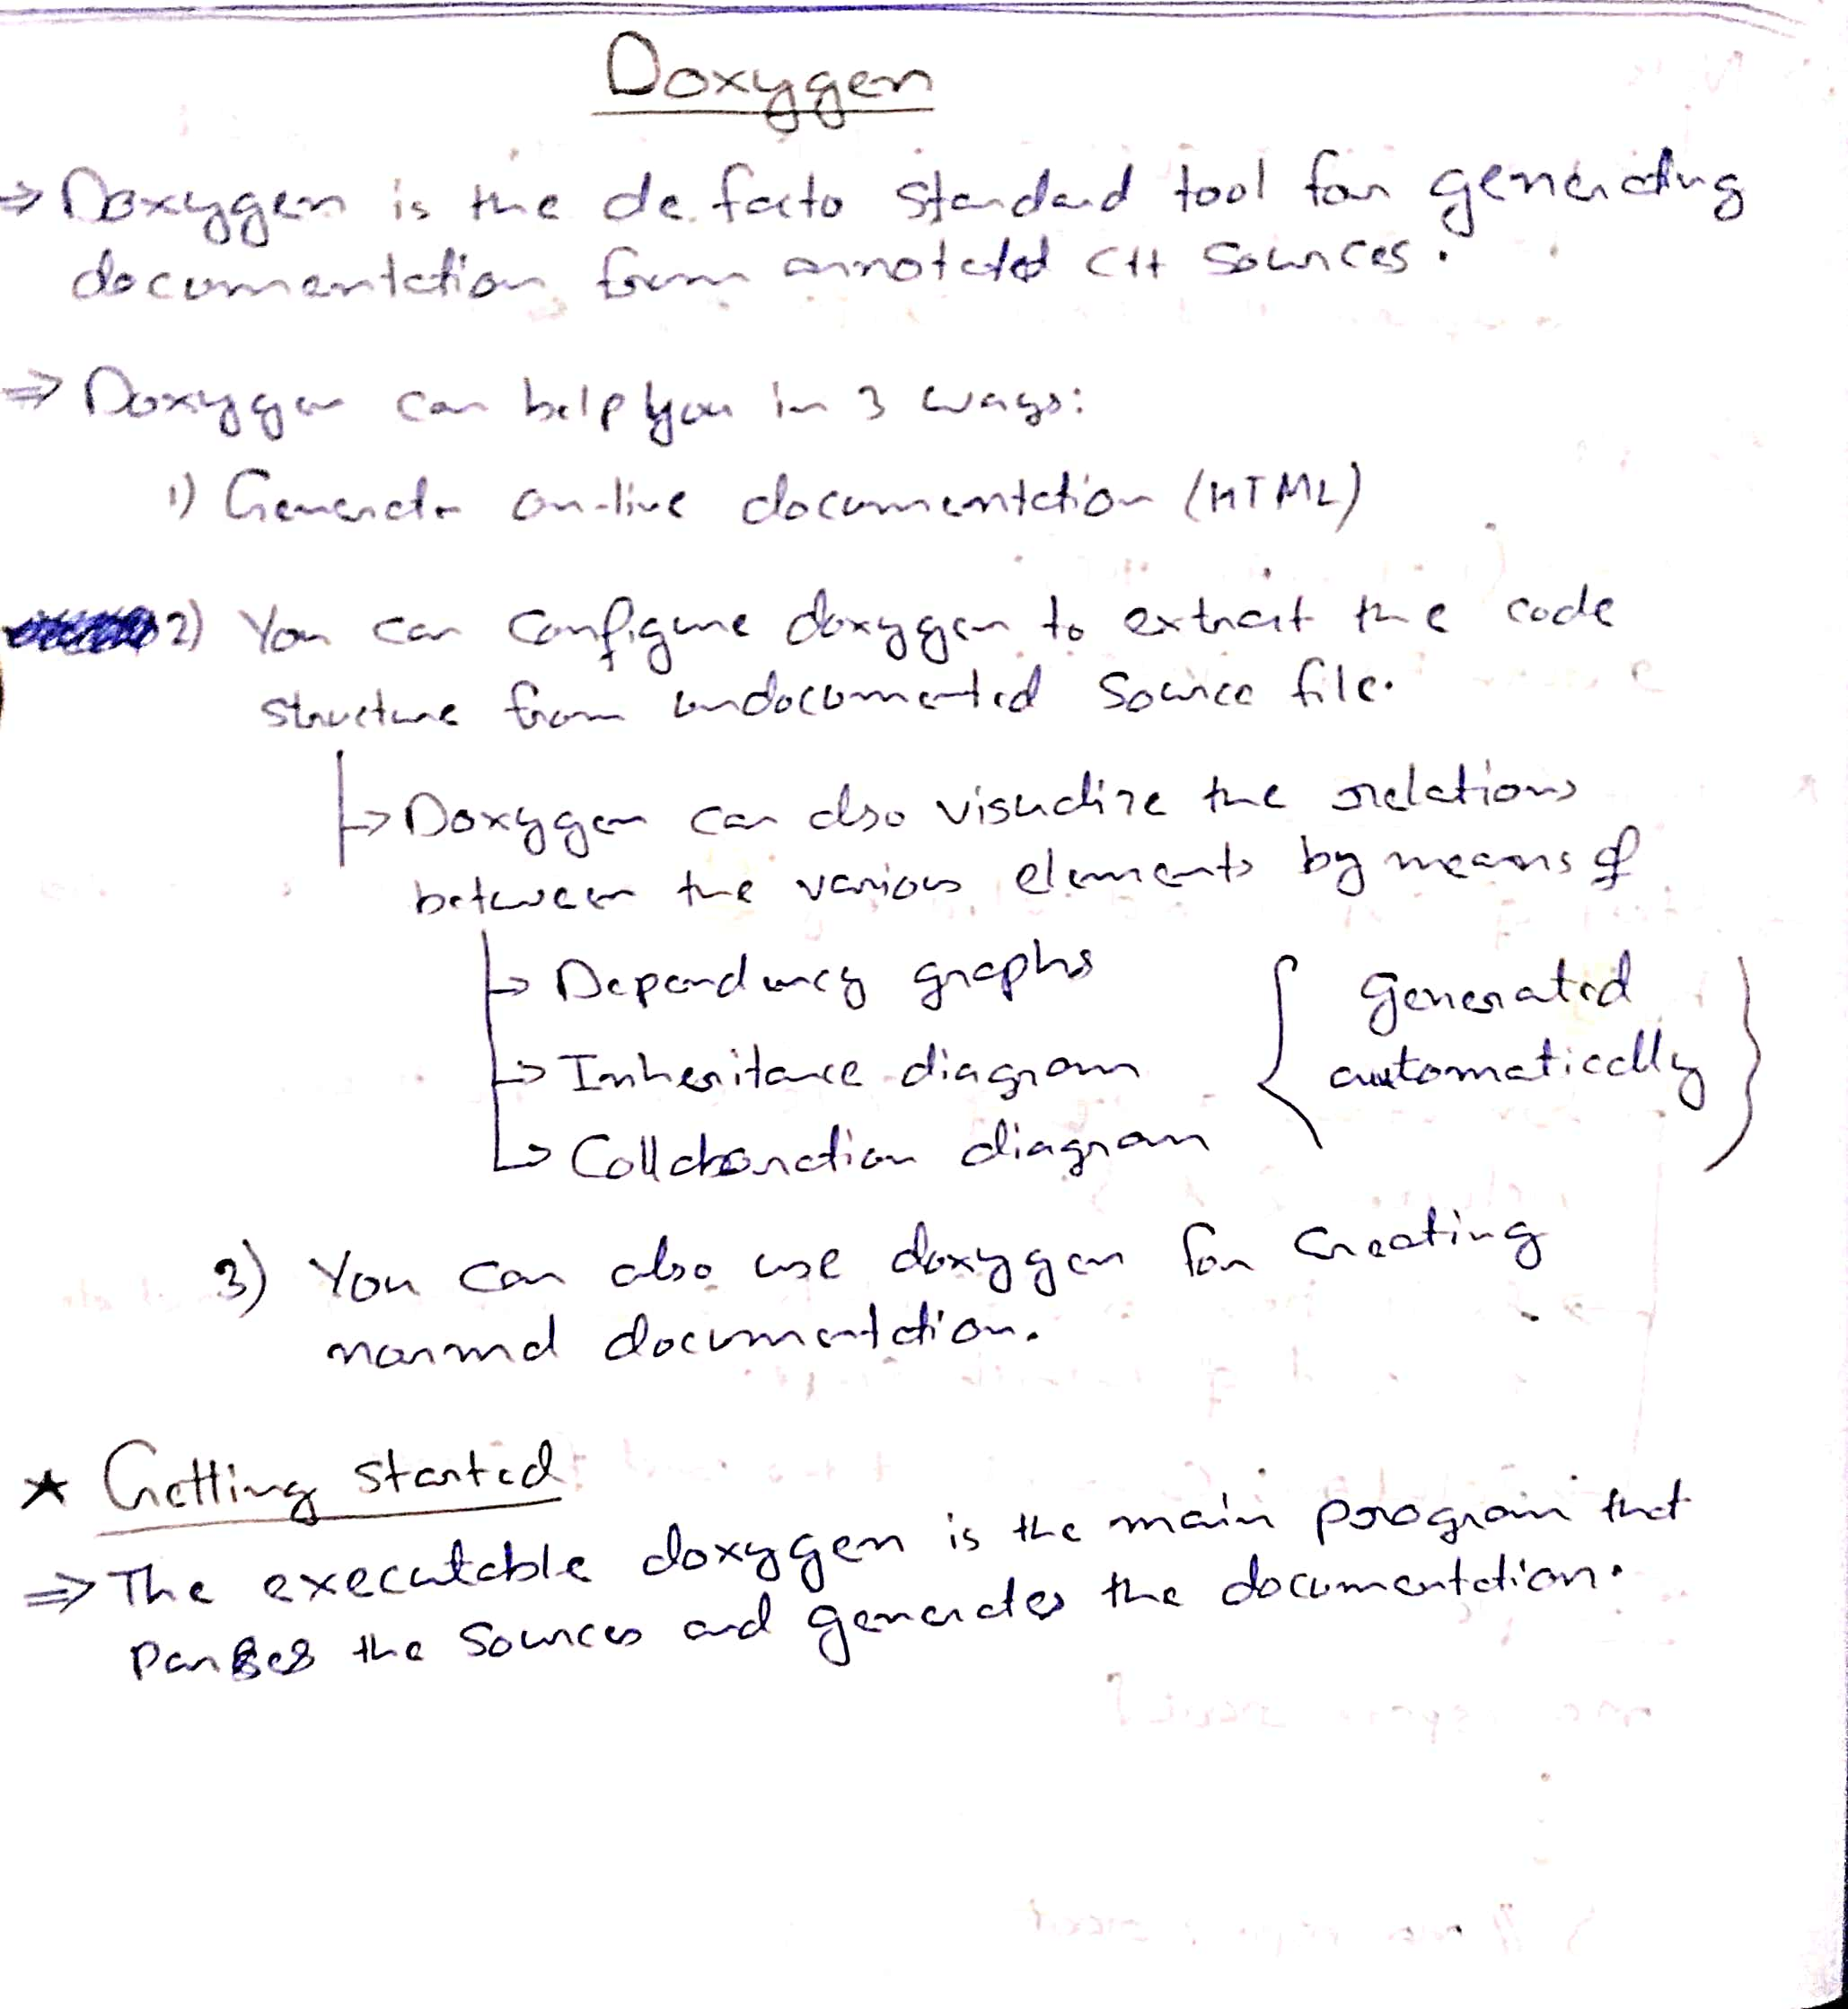 Doxygen
⇒ Doxygen is the de facto standard tool for generating
documentation from annotated C++ sources.
⇒ Doxygen can help you in 3 ways:
1) Generate on-line documentation (HTML)
2) You can configure doxygen to extract the code
structure from undocumented source file.
↳ Doxygen can also visualize the relations
between the various elements by means of
↳ Dependency graphs
↳ Inheritance diagram
↳ Collaboration diagram
{ Generated
automatically }
3) You can also use doxygen for creating
normal documentation.
★ Getting started
⇒ The executable doxygen is the main program that
parses the sources and generates the documentation.